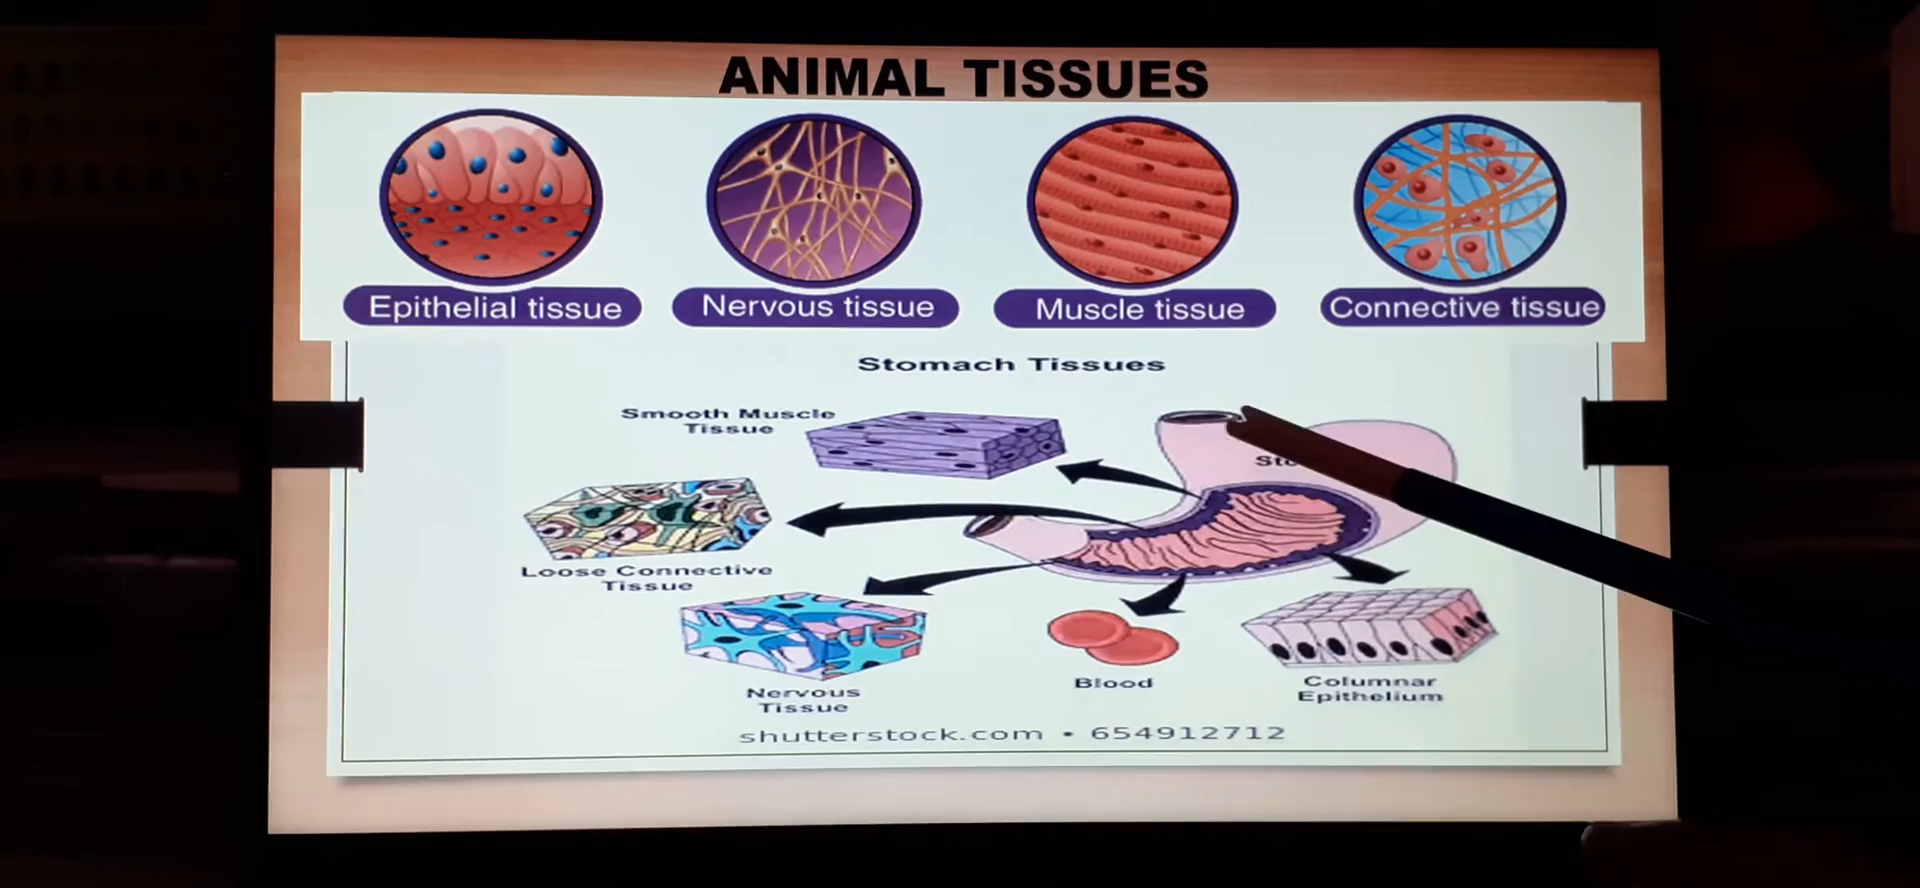 ANIMAL TISSUES
Epithelial tissue
Nervous tissue
Muscle tissue
Connective tissue
Stomach Tissues
Smooth Muscle
Tissue
Loose Connective
Tissue
Nervous
Tissue
Blood
Columnar
Epithelium
shutterstock.com • 654912712